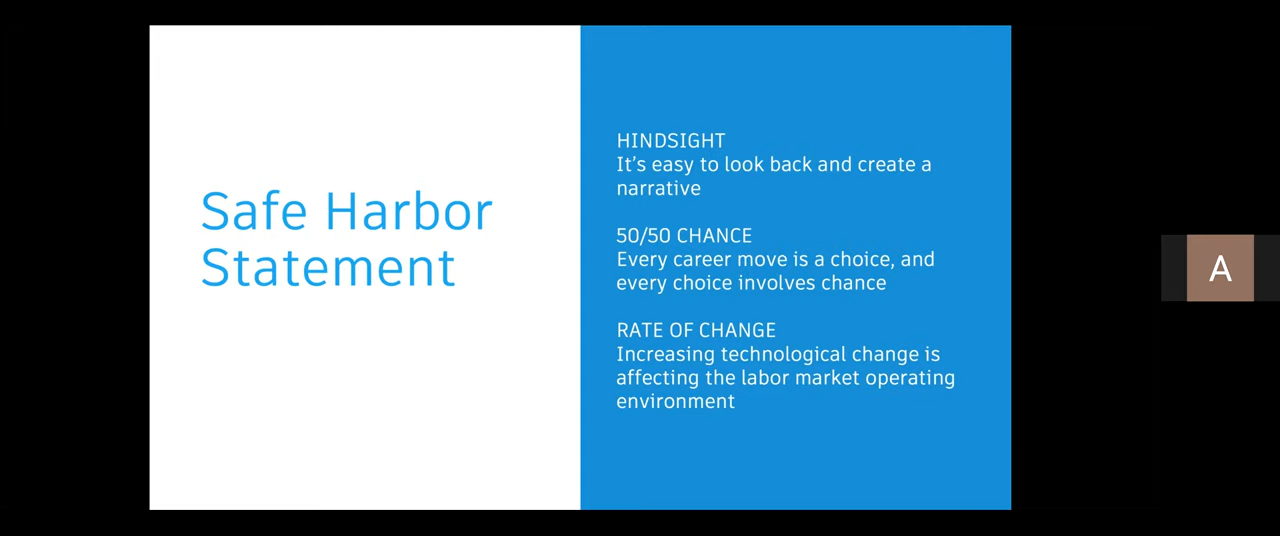 Safe Harbor
Statement
HINDSIGHT
It’s easy to look back and create a
narrative
50/50 CHANCE
Every career move is a choice, and
every choice involves chance
RATE OF CHANGE
Increasing technological change is
affecting the labor market operating
environment
A